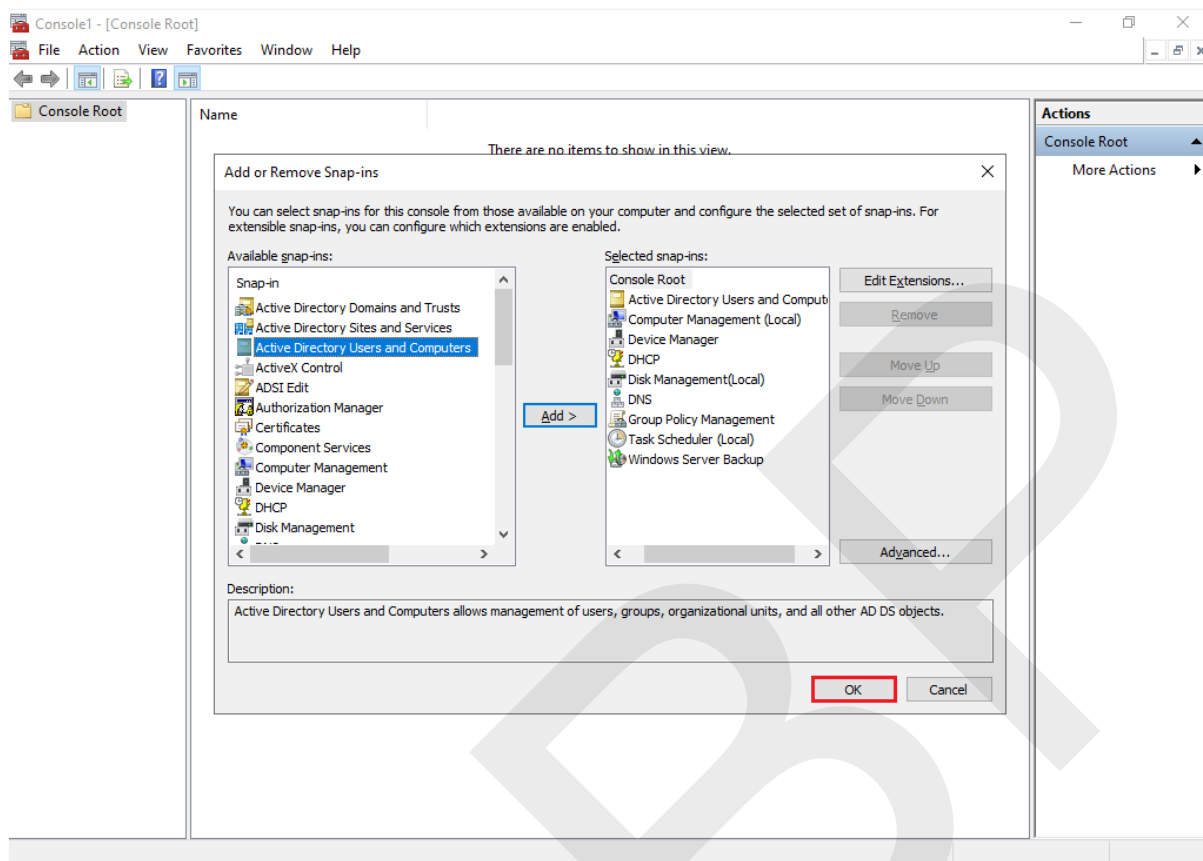 Console1 - [Console Root]
File Action View Favorites Window Help
Console Root
Name
There are no items to show in this view.
Actions
Console Root
More Actions
Add or Remove Snap-ins
You can select snap-ins for this console from those available on your computer and configure the selected set of snap-ins. For
extensible snap-ins, you can configure which extensions are enabled.
Available snap-ins:
Snap-in
Active Directory Domains and Trusts
Active Directory Sites and Services
Active Directory Users and Computers
ActiveX Control
ADSI Edit
Authorization Manager
Certificates
Component Services
Computer Management
Device Manager
DHCP
Disk Management
Add >
Selected snap-ins:
Console Root
Active Directory Users and Comput
Computer Management (Local)
Device Manager
DHCP
Disk Management(Local)
DNS
Group Policy Management
Task Scheduler (Local)
Windows Server Backup
Edit Extensions...
Remove
Move Up
Move Down
Advanced...
Description:
Active Directory Users and Computers allows management of users, groups, organizational units, and all other AD DS objects.
OK
Cancel
BP